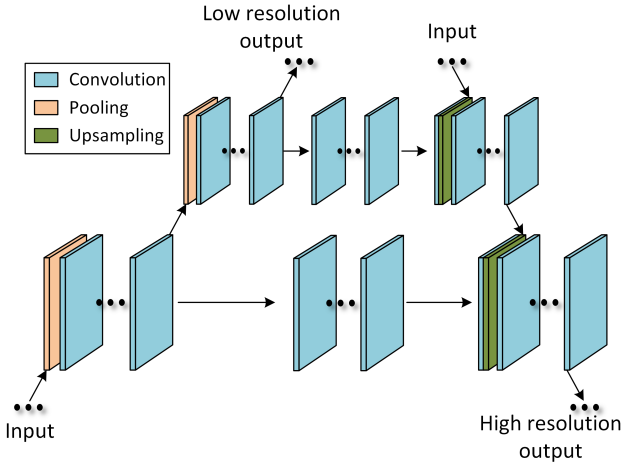 Low resolution
output
Input
Convolution
Pooling
Upsampling
Input
High resolution
output